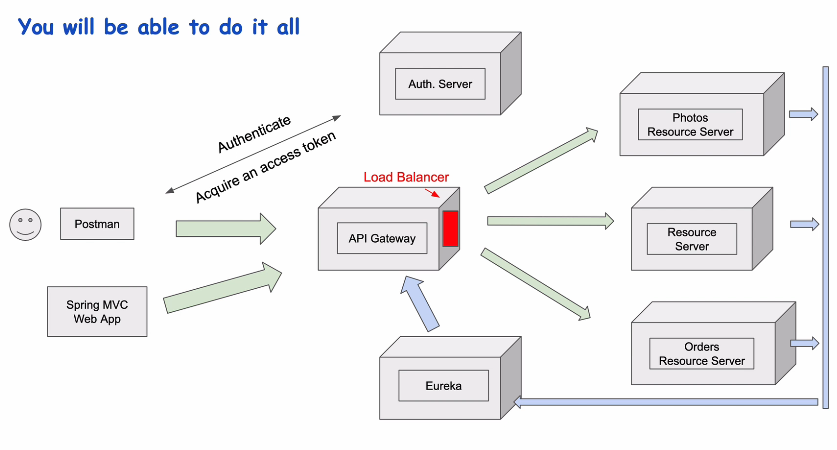 You will be able to do it all
Auth. Server
Photos
Resource Server
Authenticate
Acquire an access token
Load Balancer
Postman
API Gateway
Resource
Server
Spring MVC
Web App
Orders
Resource Server
Eureka